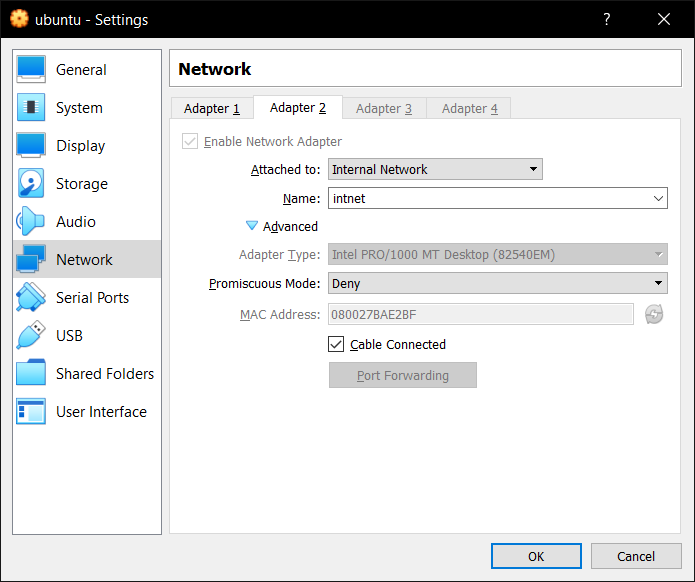 ubuntu - Settings
?
General
System
Display
Storage
Audio
Network
Serial Ports
USB
Shared Folders
User Interface
Network
Adapter 1 Adapter 2 Adapter 3 Adapter 4
Enable Network Adapter
Attached to: Internal Network
Name: intnet
Advanced
Adapter Type: Intel PRO/1000 MT Desktop (82540EM)
Promiscuous Mode: Deny
MAC Address: 080027BAE2BF
Cable Connected
Port Forwarding
OK Cancel